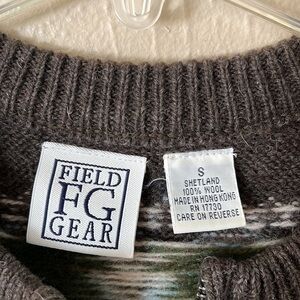 FIELD
FG
GEAR
S
SHETLAND
100% WOOL
MADE IN HONG KONG
RN 17730
CARE ON REVERSE